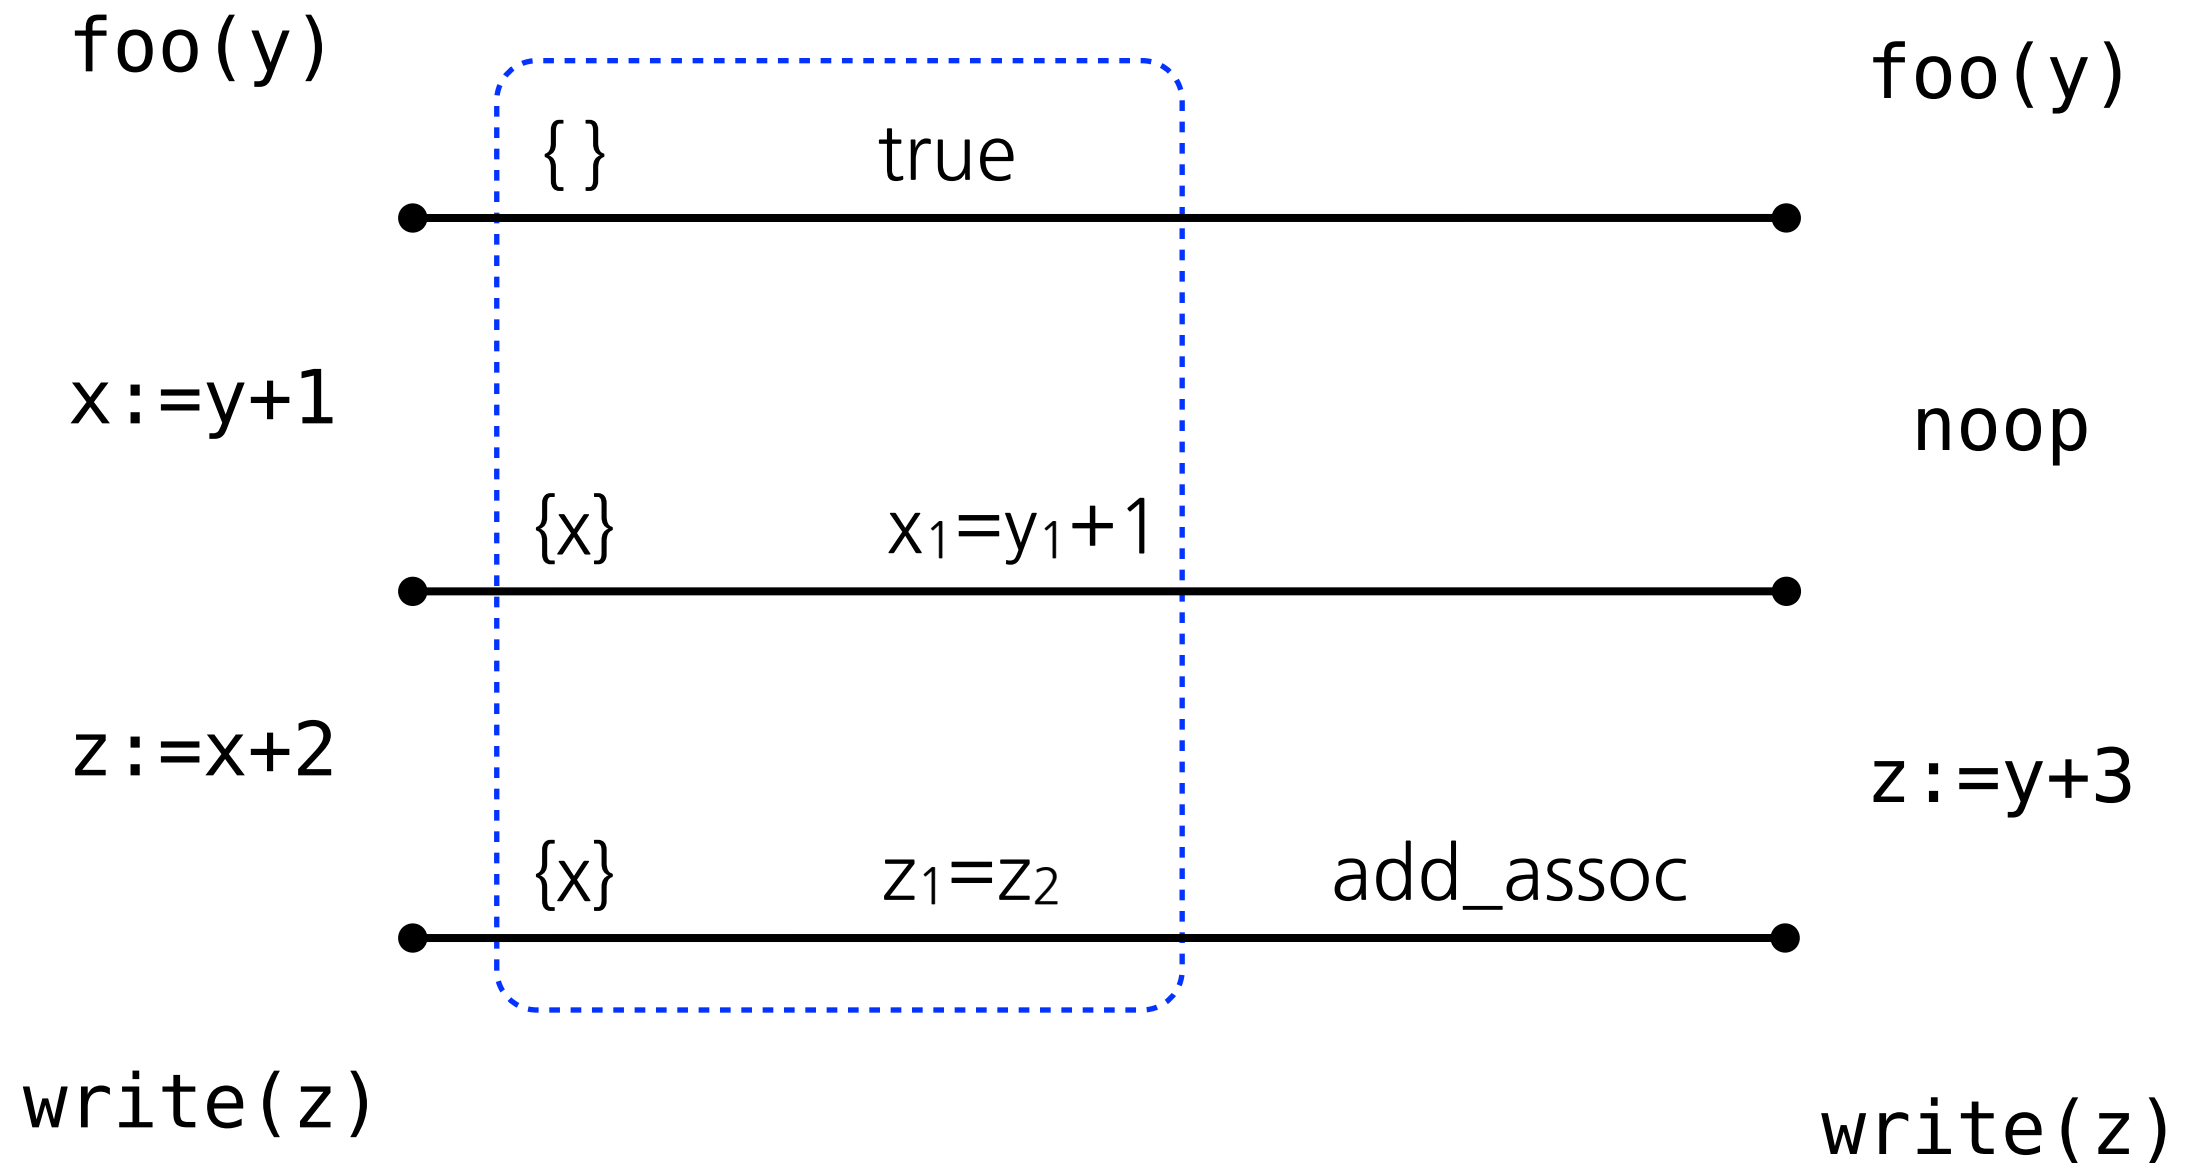 foo(y) foo(y)
{ } true
x:=y+1 noop
{x} x₁=y₁+1
z:=x+2 z:=y+3
{x} z₁=z₂ add_assoc
write(z) write(z)